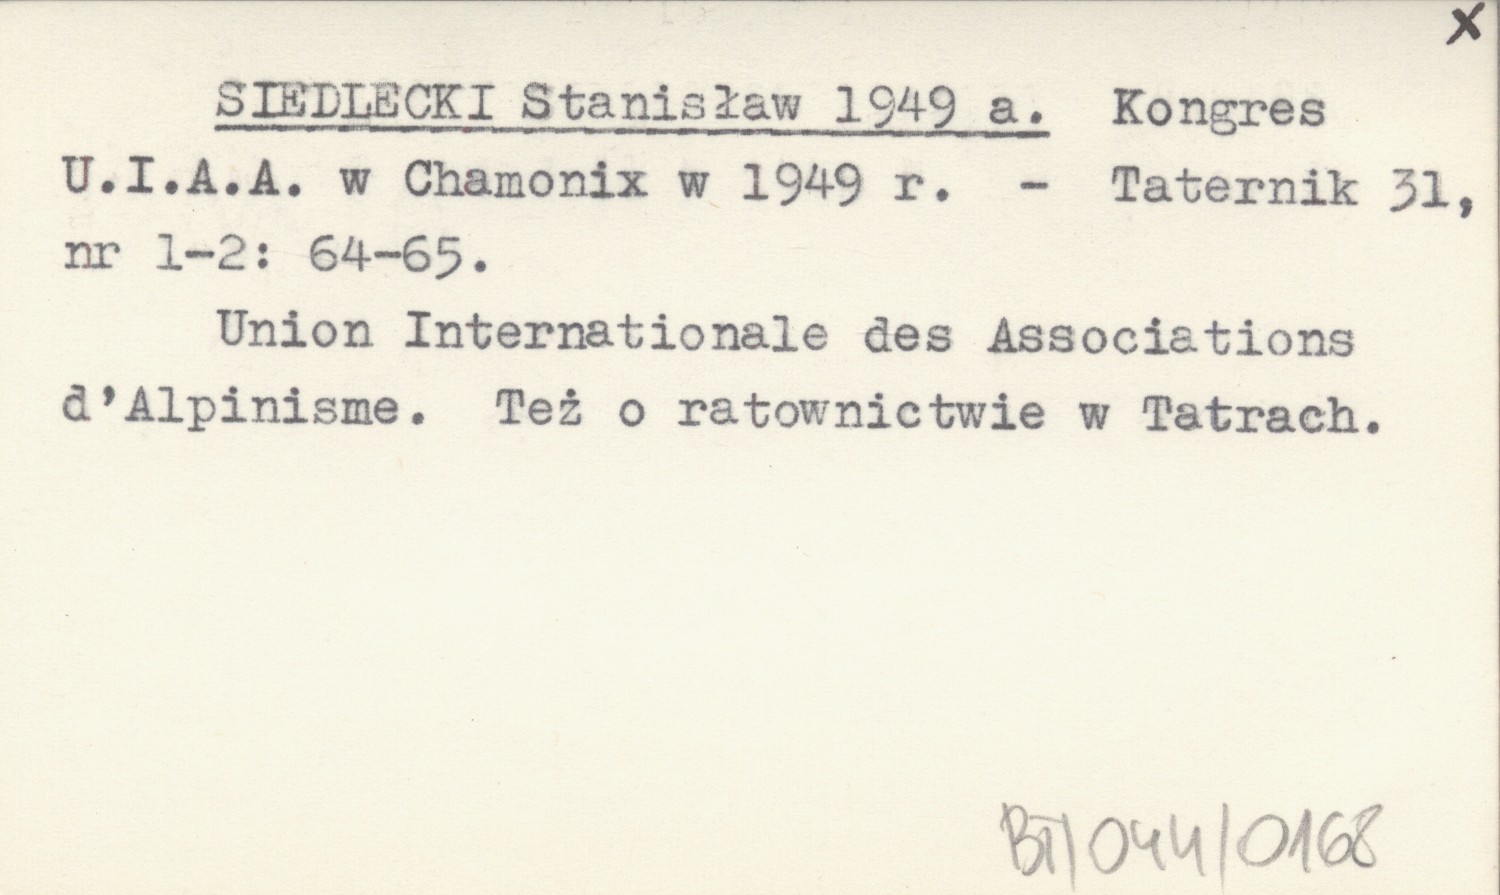 x
SIEDLECKI Stanisław 1949 a. Kongres
U.I.A.A. w Chamonix w 1949 r. - Taternik 31,
nr 1-2: 64-65.
Union Internationale des Associations
d'Alpinisme. Też o ratownictwie w Tatrach.
BT/044/0168